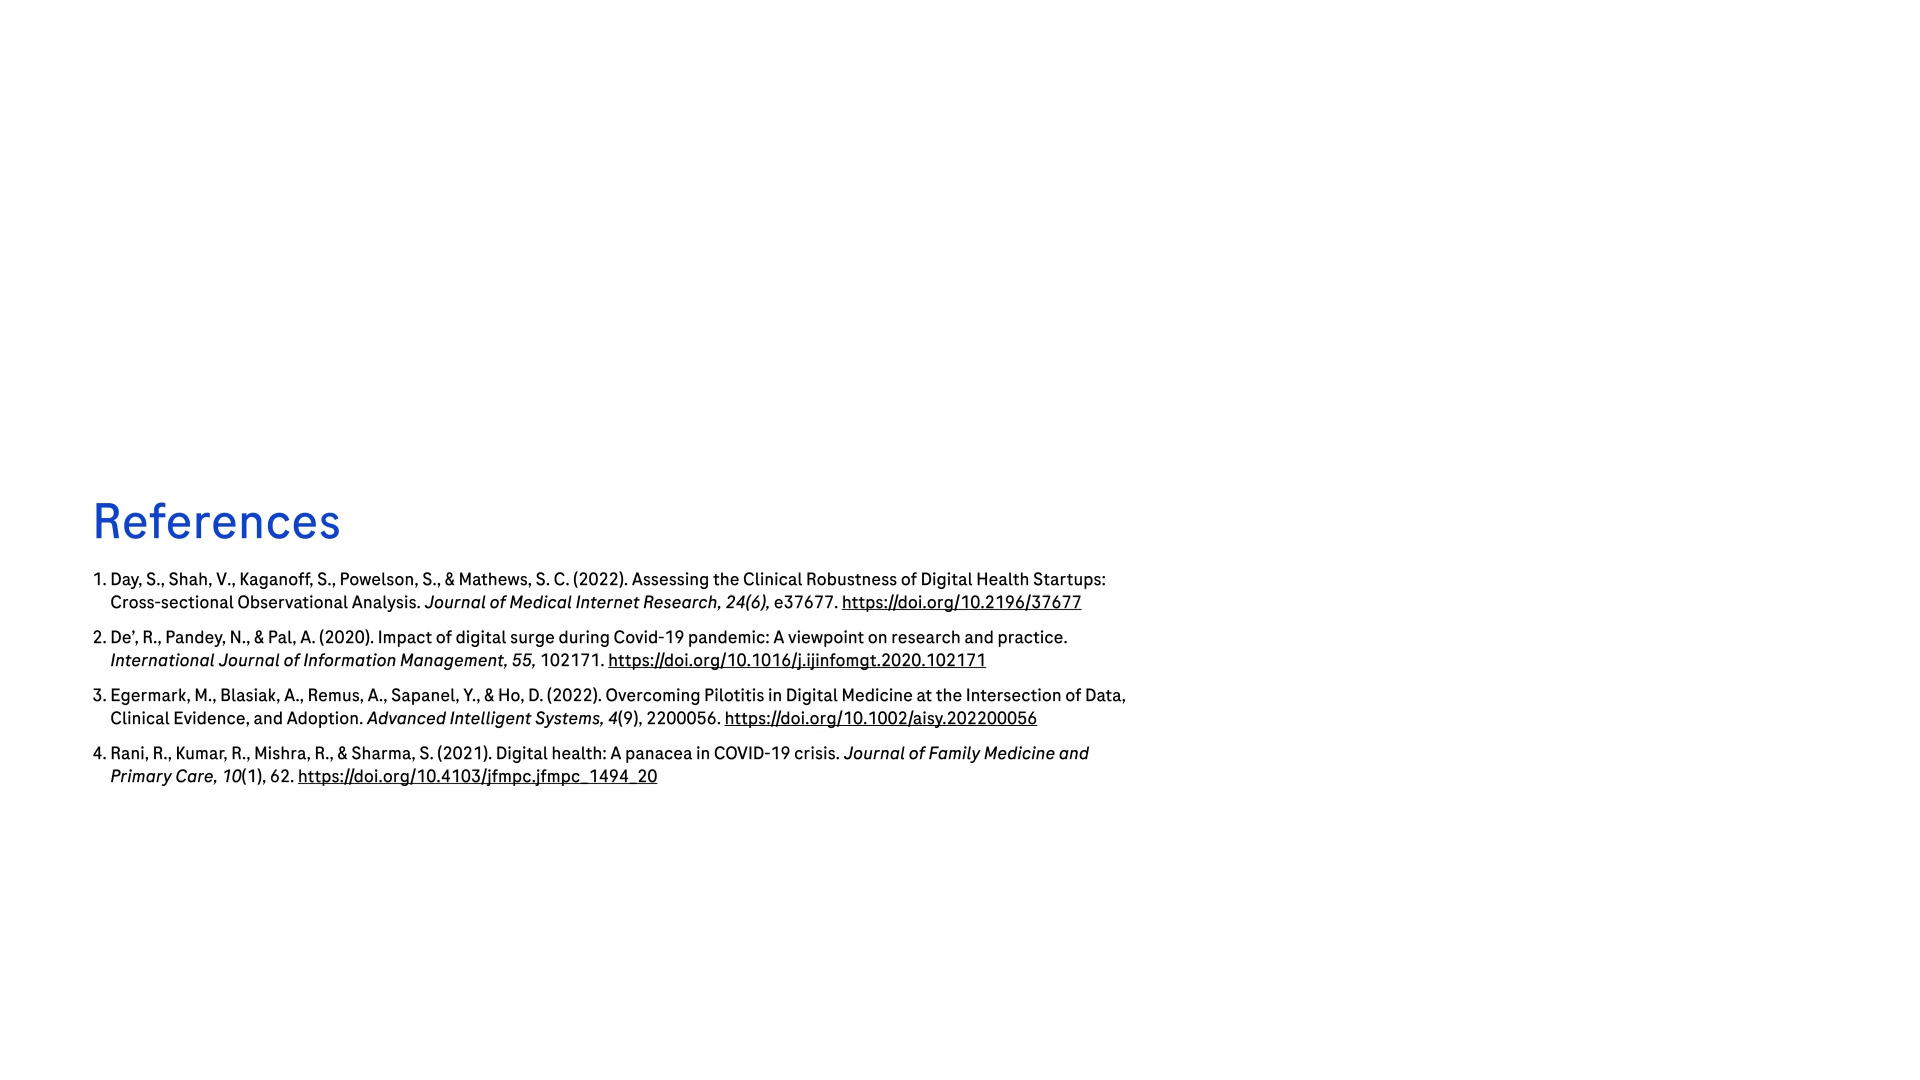 References
1. Day, S., Shah, V., Kaganoff, S., Powelson, S., & Mathews, S. C. (2022). Assessing the Clinical Robustness of Digital Health Startups:
Cross-sectional Observational Analysis. Journal of Medical Internet Research, 24(6), e37677. https://doi.org/10.2196/37677
2. De’, R., Pandey, N., & Pal, A. (2020). Impact of digital surge during Covid-19 pandemic: A viewpoint on research and practice.
International Journal of Information Management, 55, 102171. https://doi.org/10.1016/j.ijinfomgt.2020.102171
3. Egermark, M., Blasiak, A., Remus, A., Sapanel, Y., & Ho, D. (2022). Overcoming Pilotitis in Digital Medicine at the Intersection of Data,
Clinical Evidence, and Adoption. Advanced Intelligent Systems, 4(9), 2200056. https://doi.org/10.1002/aisy.202200056
4. Rani, R., Kumar, R., Mishra, R., & Sharma, S. (2021). Digital health: A panacea in COVID-19 crisis. Journal of Family Medicine and
Primary Care, 10(1), 62. https://doi.org/10.4103/jfmpc.jfmpc_1494_20